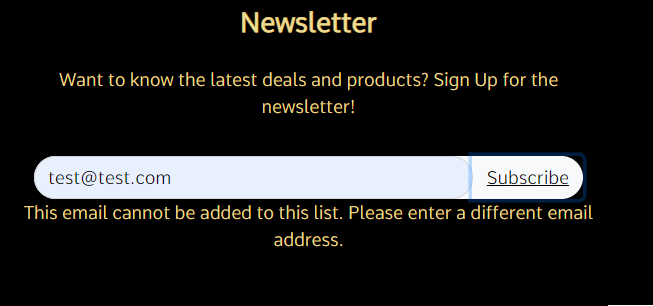 Newsletter
Want to know the latest deals and products? Sign Up for the
newsletter!
test@test.com Subscribe
This email cannot be added to this list. Please enter a different email
address.